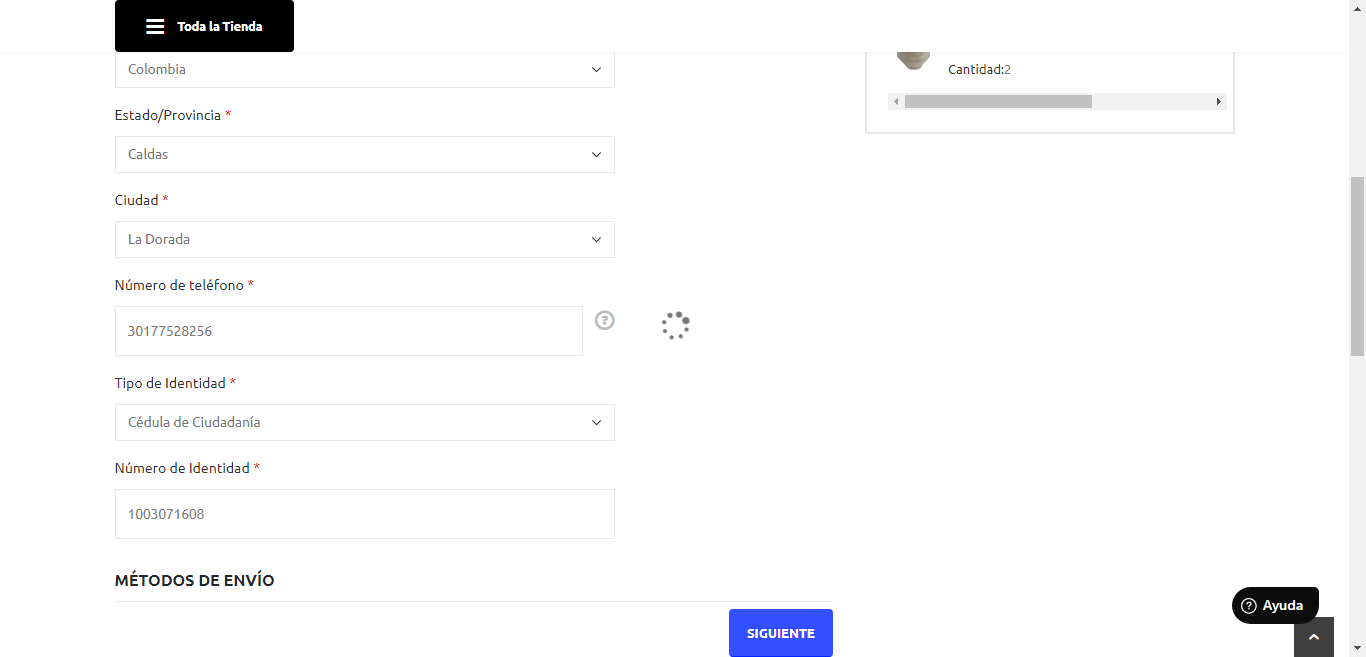 Toda la Tienda
Colombia
Cantidad:2
Estado/Provincia *
Caldas
Ciudad *
La Dorada
Número de teléfono *
30177528256
?
Tipo de Identidad *
Cédula de Ciudadanía
Número de Identidad *
1003071608
MÉTODOS DE ENVÍO
? Ayuda
SIGUIENTE